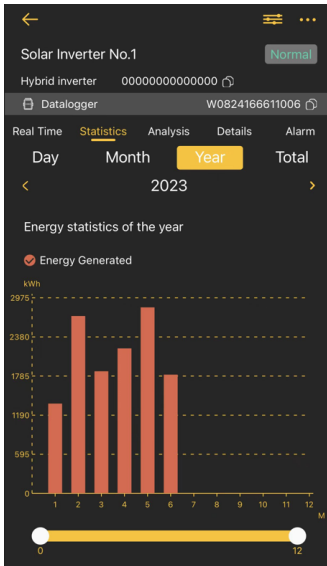 Solar Inverter No.1
Normal
Hybrid inverter 00000000000000
Datalogger W0824166611006
Real Time Statistics Analysis Details Alarm
Day Month Year Total
< 2023 >
Energy statistics of the year
Energy Generated
kWh
2975
2380
1785
1190
595
0
1 2 3 4 5 6 7 8 9 10 11 12
M
0 12